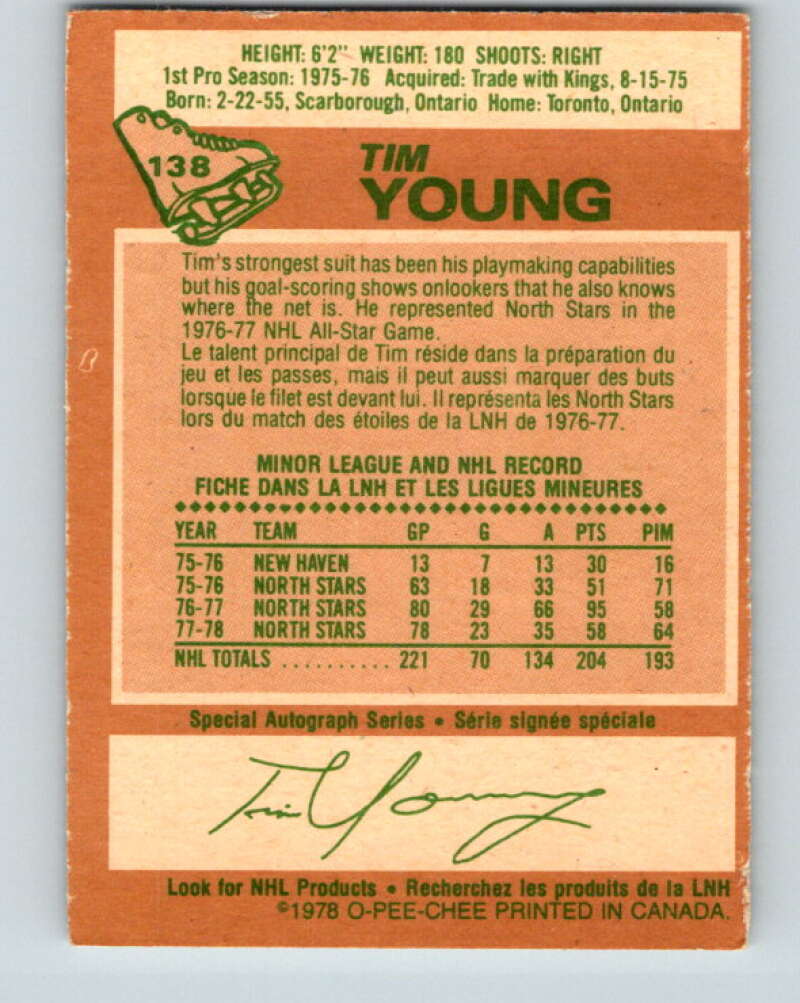 HEIGHT: 6'2" WEIGHT: 180 SHOOTS: RIGHT
1st Pro Season: 1975-76 Acquired: Trade with Kings, 8-15-75
Born: 2-22-55, Scarborough, Ontario Home: Toronto, Ontario
138
TIM
YOUNG
Tim's strongest suit has been his playmaking capabilities
but his goal-scoring shows onlookers that he also knows
where the net is. He represented North Stars in the
1976-77 NHL All-Star Game.
Le talent principal de Tim réside dans la préparation du
jeu et les passes, mais il peut aussi marquer des buts
lorsque le filet est devant lui. Il représenta les North Stars
lors du match des étoiles de la LNH de 1976-77.
MINOR LEAGUE AND NHL RECORD
FICHE DANS LA LNH ET LES LIGUES MINEURES
YEAR TEAM GP G A PTS PIM
75-76 NEW HAVEN 13 7 13 30 16
75-76 NORTH STARS 63 18 33 51 71
76-77 NORTH STARS 80 29 66 95 58
77-78 NORTH STARS 78 23 35 58 64
NHL TOTALS .......... 221 70 134 204 193
Special Autograph Series • Série signée spéciale
Tim Young
Look for NHL Products • Recherchez les produits de la LNH
©1978 O-PEE-CHEE PRINTED IN CANADA.